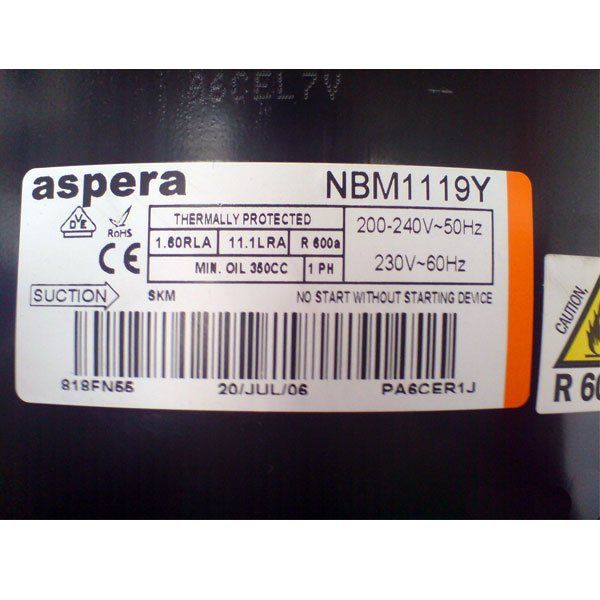 A6CEL7V
aspera NBM1119Y
VDE RoHS
THERMALLY PROTECTED
1.60RLA 11.1LRA R 600a
MIN. OIL 350CC 1 PH
200-240V~50Hz
230V~60Hz
CE
SUCTION SKM NO START WITHOUT STARTING DEVICE
818FN55 20/JUL/06 PA6CER1J
CAUTION,
R 60